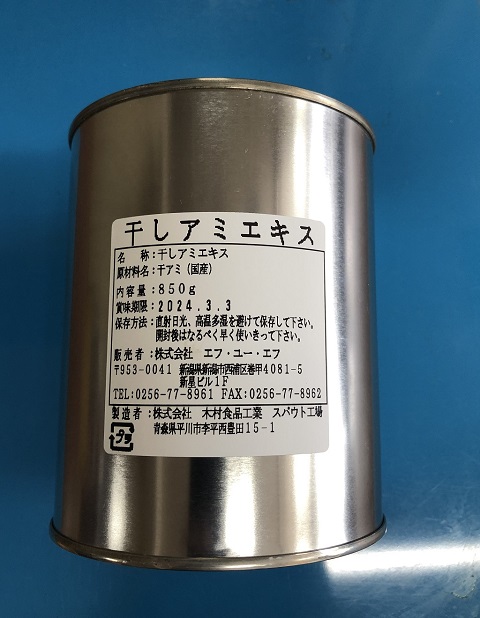 干しアミエキス
名　称:干しアミエキス
原材料名:干アミ(国産)
内容量:850g
賞味期限:2024.3.3
保存方法:直射日光、高温多湿を避けて保存して下さい。
開封後はなるべく早く使いきって下さい。
販売者:株式会社 エフ・ユー・エフ
〒953-0041 新潟県新潟市西蒲区巻甲4081-5
新星ビル1F
TEL:0256-77-8961 FAX:0256-77-8962
製造者:株式会社 木村食品工業 スパウト工場
青森県平川市李平西豊田15-1
プラ